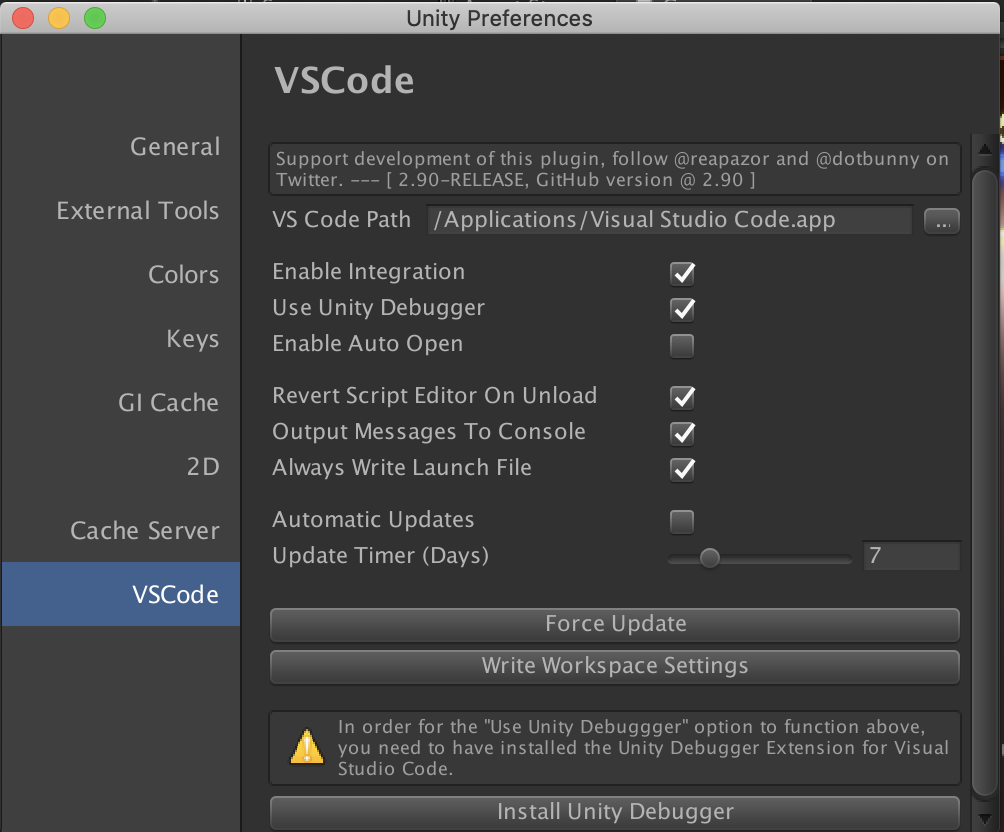 Unity Preferences
VSCode
General
External Tools
Colors
Keys
GI Cache
2D
Cache Server
VSCode
Support development of this plugin, follow @reapazor and @dotbunny on
Twitter. --- [ 2.90-RELEASE, GitHub version @ 2.90 ]
VS Code Path /Applications/Visual Studio Code.app ...
Enable Integration
Use Unity Debugger
Enable Auto Open
Revert Script Editor On Unload
Output Messages To Console
Always Write Launch File
Automatic Updates
Update Timer (Days) 7
Force Update
Write Workspace Settings
In order for the "Use Unity Debuggger" option to function above,
you need to have installed the Unity Debugger Extension for Visual
Studio Code.
Install Unity Debugger